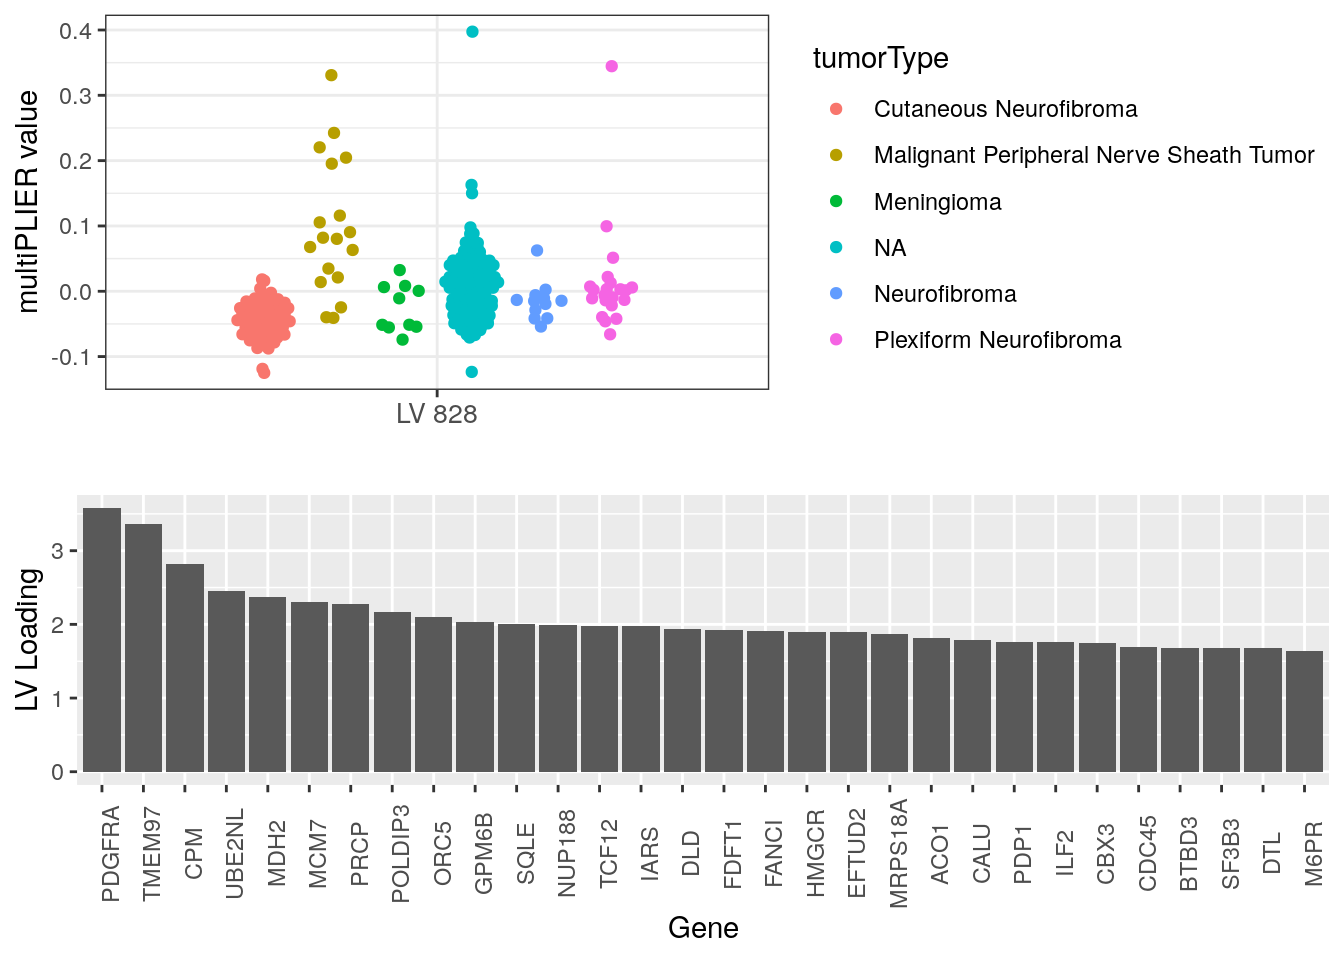 0.4
0.3
0.2
0.1
0.0
-0.1
multiPLIER value
LV 828
tumorType
Cutaneous Neurofibroma
Malignant Peripheral Nerve Sheath Tumor
Meningioma
NA
Neurofibroma
Plexiform Neurofibroma
3
2
1
0
LV Loading
PDGFRA
TMEM97
CPM
UBE2NL
MDH2
MCM7
PRCP
POLDIP3
ORC5
GPM6B
SQLE
NUP188
TCF12
IARS
DLD
FDFT1
FANCI
HMGCR
EFTUD2
MRPS18A
ACO1
CALU
PDP1
ILF2
CBX3
CDC45
BTBD3
SF3B3
DTL
M6PR
Gene